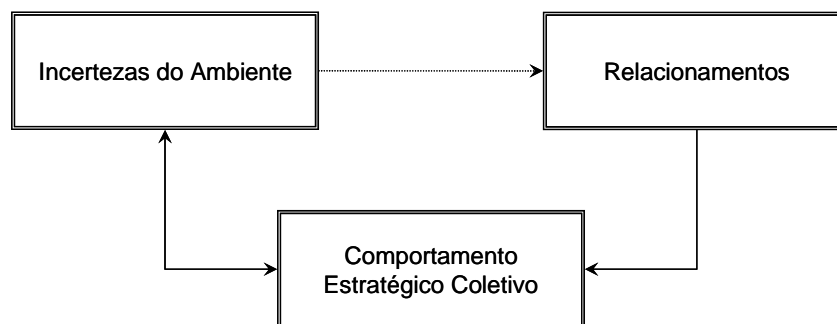 Incertezas do Ambiente
Relacionamentos
Comportamento
Estratégico Coletivo